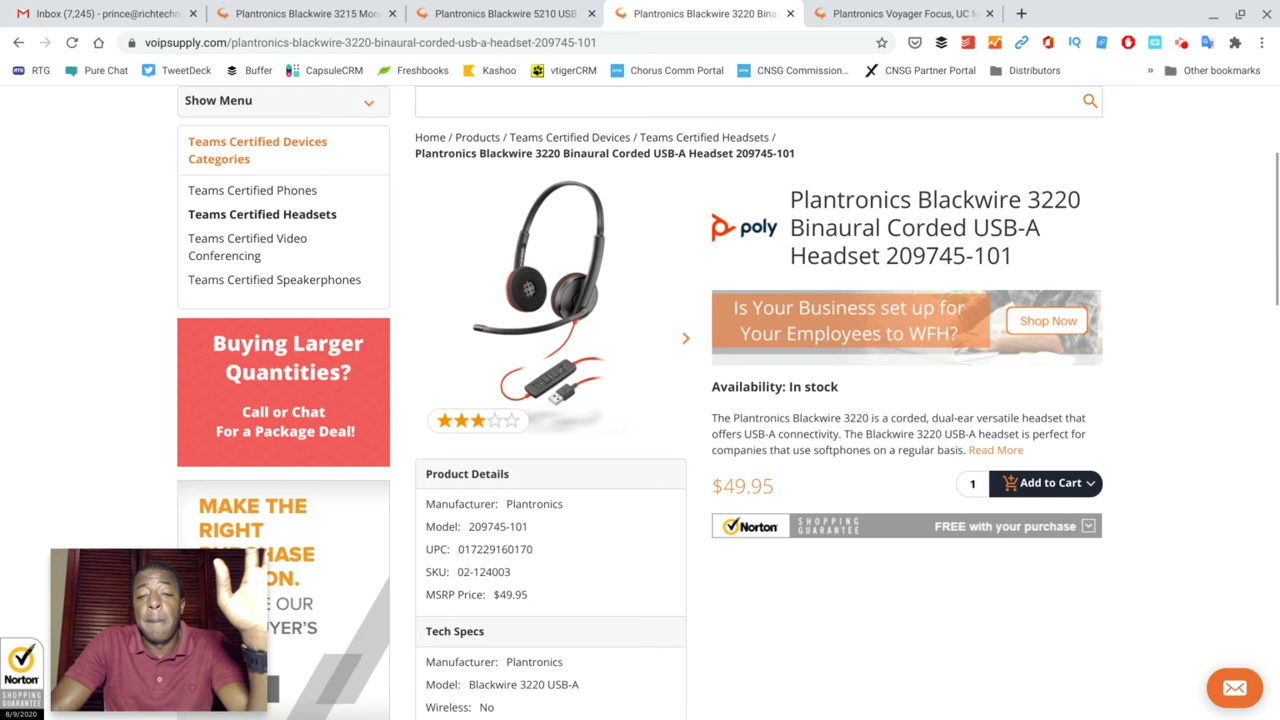 Inbox (7,245) - prince@richtechn
Plantronics Blackwire 3215 Mon
Plantronics Blackwire 5210 USB
Plantronics Blackwire 3220 Bina
Plantronics Voyager Focus, UC M
voipsupply.com/plantronics-blackwire-3220-binaural-corded-usb-a-headset-209745-101
RTG
Pure Chat
TweetDeck
Buffer
CapsuleCRM
Freshbooks
Kashoo
vtigerCRM
Chorus Comm Portal
CNSG Commission...
CNSG Partner Portal
Distributors
»
Other bookmarks
Show Menu
Teams Certified Devices
Categories
Teams Certified Phones
Teams Certified Headsets
Teams Certified Video
Conferencing
Teams Certified Speakerphones
Buying Larger
Quantities?
Call or Chat
For a Package Deal!
MAKE THE
RIGHT
ON.
Home / Products / Teams Certified Devices / Teams Certified Headsets /
Plantronics Blackwire 3220 Binaural Corded USB-A Headset 209745-101
poly
Plantronics Blackwire 3220
Binaural Corded USB-A
Headset 209745-101
Is Your Business set up for
Your Employees to WFH?
Shop Now
Availability: In stock
The Plantronics Blackwire 3220 is a corded, dual-ear versatile headset that
offers USB-A connectivity. The Blackwire 3220 USB-A headset is perfect for
companies that use softphones on a regular basis. Read More
$49.95
1
Add to Cart
Norton
SHOPPING
GUARANTEE
FREE with your purchase
Product Details
Manufacturer: Plantronics
Model: 209745-101
UPC: 017229160170
SKU: 02-124003
MSRP Price: $49.95
Tech Specs
Manufacturer: Plantronics
Model: Blackwire 3220 USB-A
Wireless: No
Norton
SHOPPING
GUARANTEE
8/9/2020